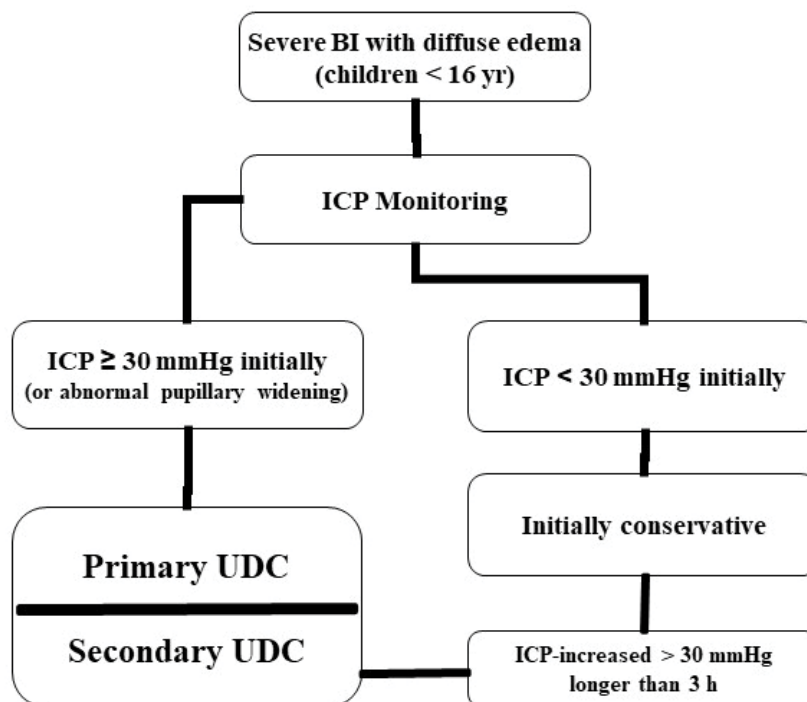 Severe BI with diffuse edema
(children < 16 yr)
ICP Monitoring
ICP ≥ 30 mmHg initially
(or abnormal pupillary widening)
ICP < 30 mmHg initially
Initially conservative
Primary UDC
Secondary UDC
ICP-increased > 30 mmHg
longer than 3 h